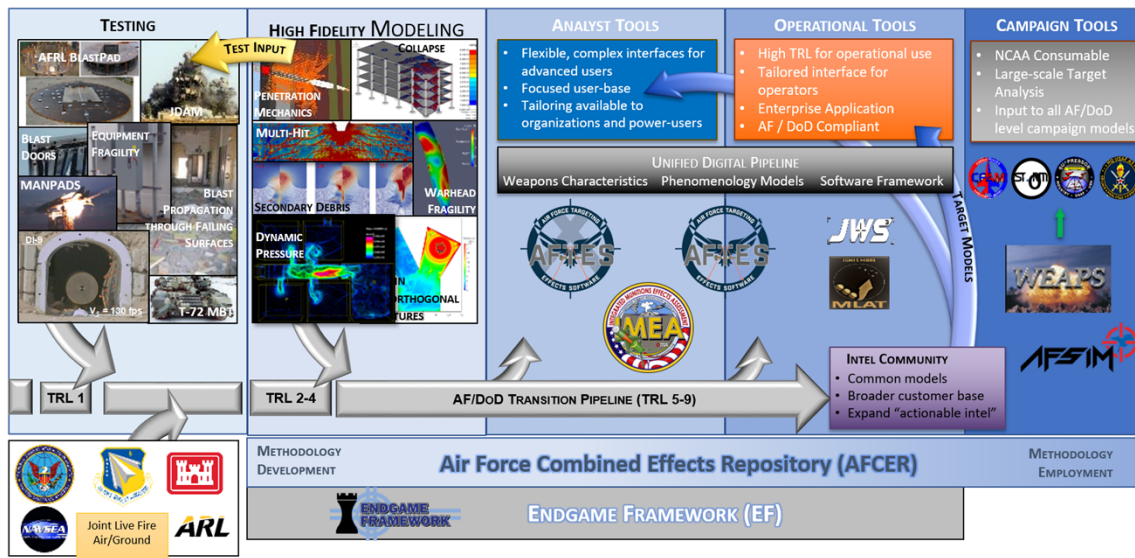 TESTING
AFRL BLASTPAD
JDAM
BLAST
DOORS
EQUIPMENT
FRAGILITY
MANPADS
BLAST
PROPAGATION
THROUGH FAILING
SURFACES
DI-9
T-72 MBT
TEST INPUT
HIGH FIDELITY MODELING
COLLAPSE
PENETRATION
MECHANICS
MULTI-HIT
WARHEAD
FRAGILITY
SECONDARY DEBRIS
DYNAMIC
PRESSURE
ANALYST TOOLS
• Flexible, complex interfaces for
advanced users
• Focused user-base
• Tailoring available to
organizations and power-users
OPERATIONAL TOOLS
• High TRL for operational use
• Tailored interface for
operators
• Enterprise Application
• AF / DoD Compliant
CAMPAIGN TOOLS
• NCAA Consumable
• Large-scale Target
Analysis
• Input to all AF/DoD
level campaign models
UNIFIED DIGITAL PIPELINE
Weapons Characteristics Phenomenology Models Software Framework
AIR FORCE TARGETING
AFTES
EFFECTS SOFTWARE
AIR FORCE TARGETING
AFTES
EFFECTS SOFTWARE
INTEGRATED MUNITIONS EFFECTS ASSESSMENT
IMEA
JWS
MLAT
TARGET MODELS
WEAPS
AFSIM
INTEL COMMUNITY
• Common models
• Broader customer base
• Expand “actionable intel”
TRL 1
TRL 2-4
AF/DOD TRANSITION PIPELINE (TRL 5-9)
METHODOLOGY
DEVELOPMENT
Air Force Combined Effects Repository (AFCER)
METHODOLOGY
EMPLOYMENT
ENDGAME
FRAMEWORK
ENDGAME FRAMEWORK (EF)
NAVSEA
Joint Live Fire
Air/Ground
ARL